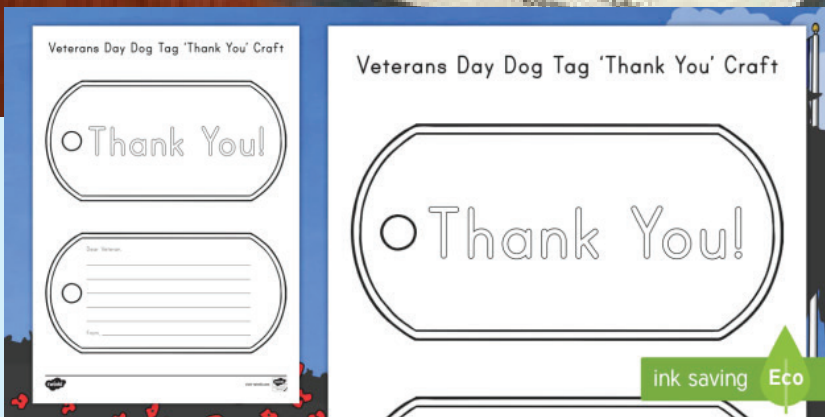 Veterans Day Dog Tag 'Thank You' Craft
Thank You!
Dear Veteran,
From,
twinkl
Veterans Day Dog Tag 'Thank You' Craft
Thank You!
ink saving Eco